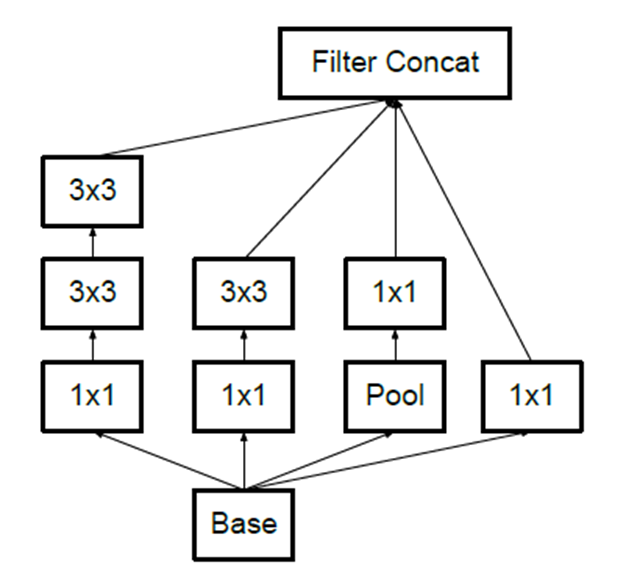 Filter Concat
3x3
3x3
3x3
1x1
1x1
1x1
Pool
1x1
Base